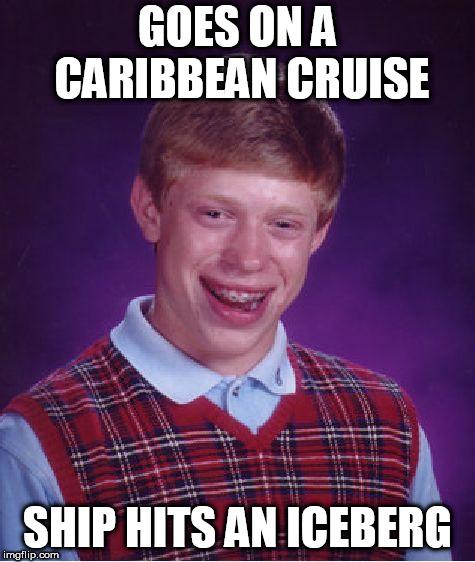 GOES ON A
CARIBBEAN CRUISE
SHIP HITS AN ICEBERG
imgflip.com